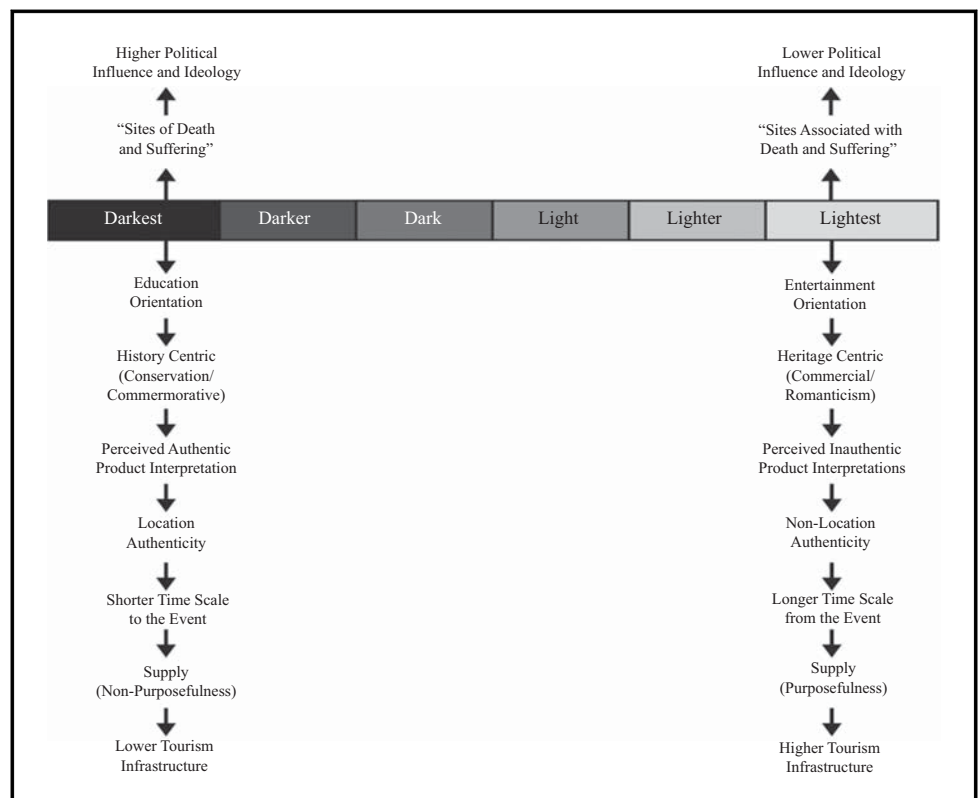 Higher Political
Influence and Ideology
Lower Political
Influence and Ideology
“Sites of Death
and Suffering”
“Sites Associated with
Death and Suffering”
Darkest
Darker
Dark
Light
Lighter
Lightest
Education
Orientation
History Centric
(Conservation/
Commermorative)
Perceived Authentic
Product Interpretation
Location
Authenticity
Shorter Time Scale
to the Event
Supply
(Non-Purposefulness)
Lower Tourism
Infrastructure
Entertainment
Orientation
Heritage Centric
(Commercial/
Romanticism)
Perceived Inauthentic
Product Interpretations
Non-Location
Authenticity
Longer Time Scale
from the Event
Supply
(Purposefulness)
Higher Tourism
Infrastructure